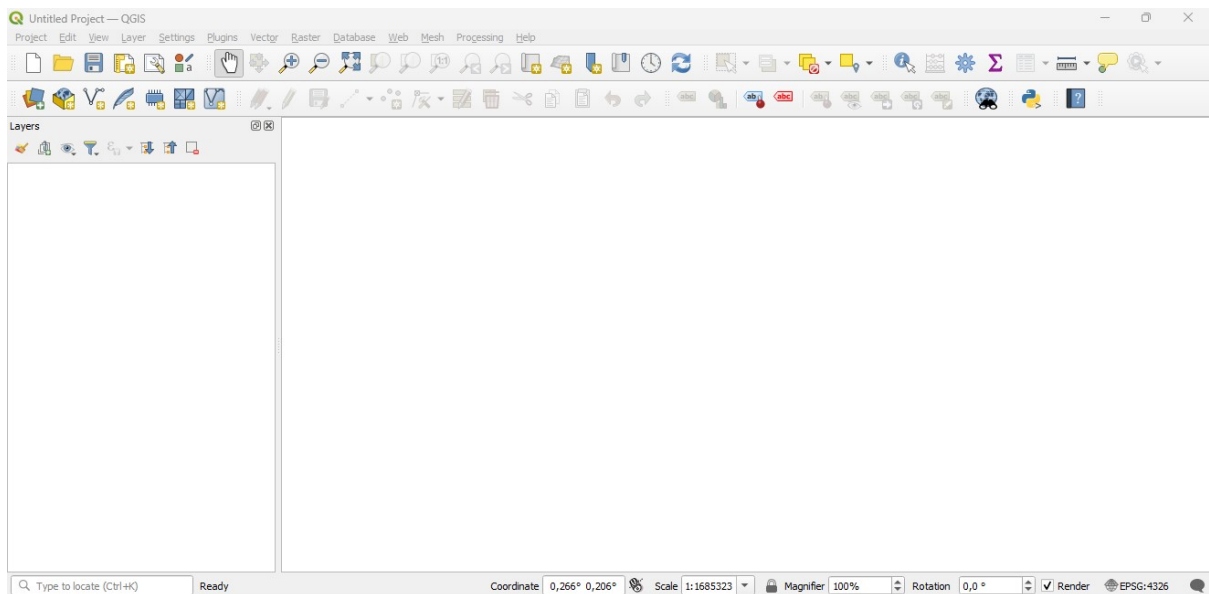 Untitled Project — QGIS
Project Edit View Layer Settings Plugins Vector Raster Database Web Mesh Processing Help
Layers
Type to locate (Ctrl+K) Ready Coordinate 0,266° 0,206° Scale 1:1685323 Magnifier 100% Rotation 0,0 ° Render EPSG:4326